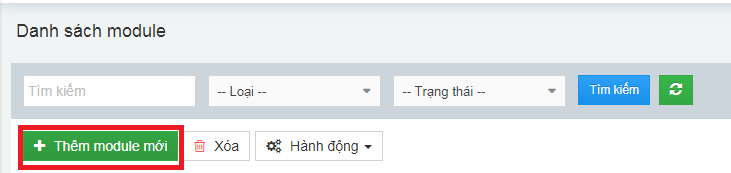 Danh sách module
Tìm kiếm -- Loại -- -- Trạng thái -- Tìm kiếm
Thêm module mới Xóa Hành động